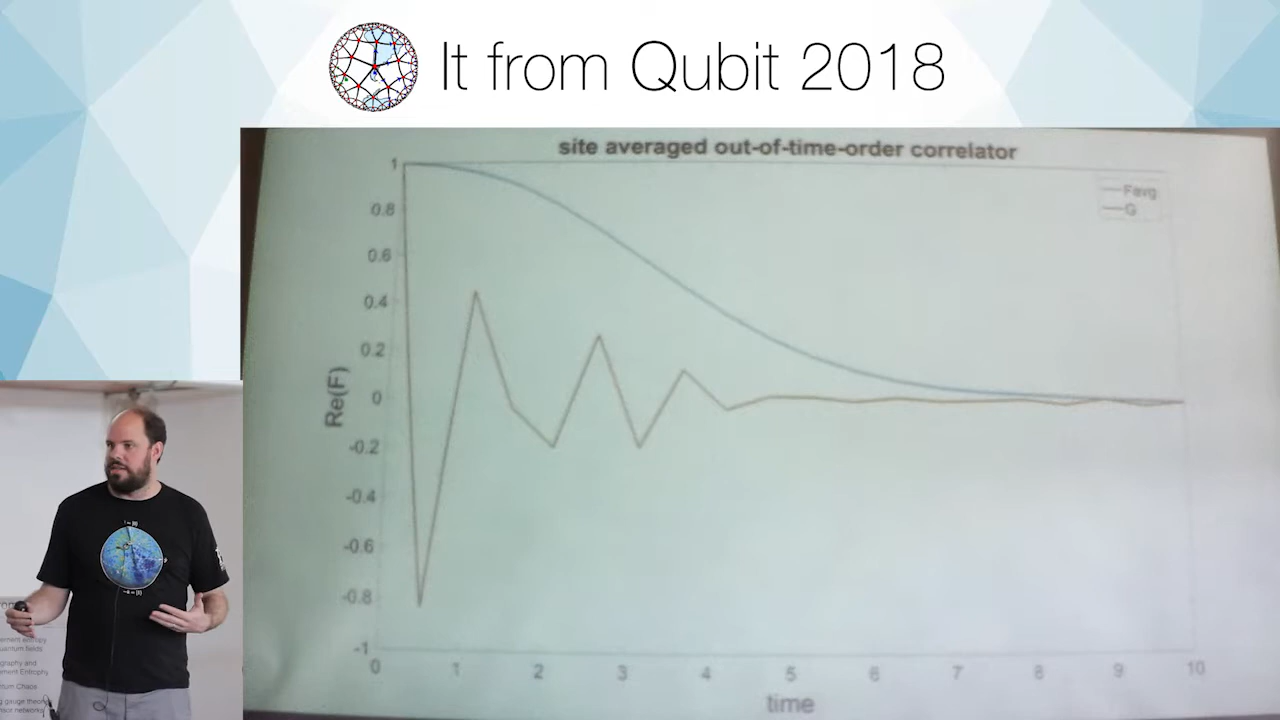 It from Qubit 2018
site averaged out-of-time-order correlator
Favg
G
1
0.8
0.6
0.4
0.2
0
-0.2
-0.4
-0.6
-0.8
-1
Re(F)
0 1 2 3 4 5 6 7 8 9 10
time
quantum fields